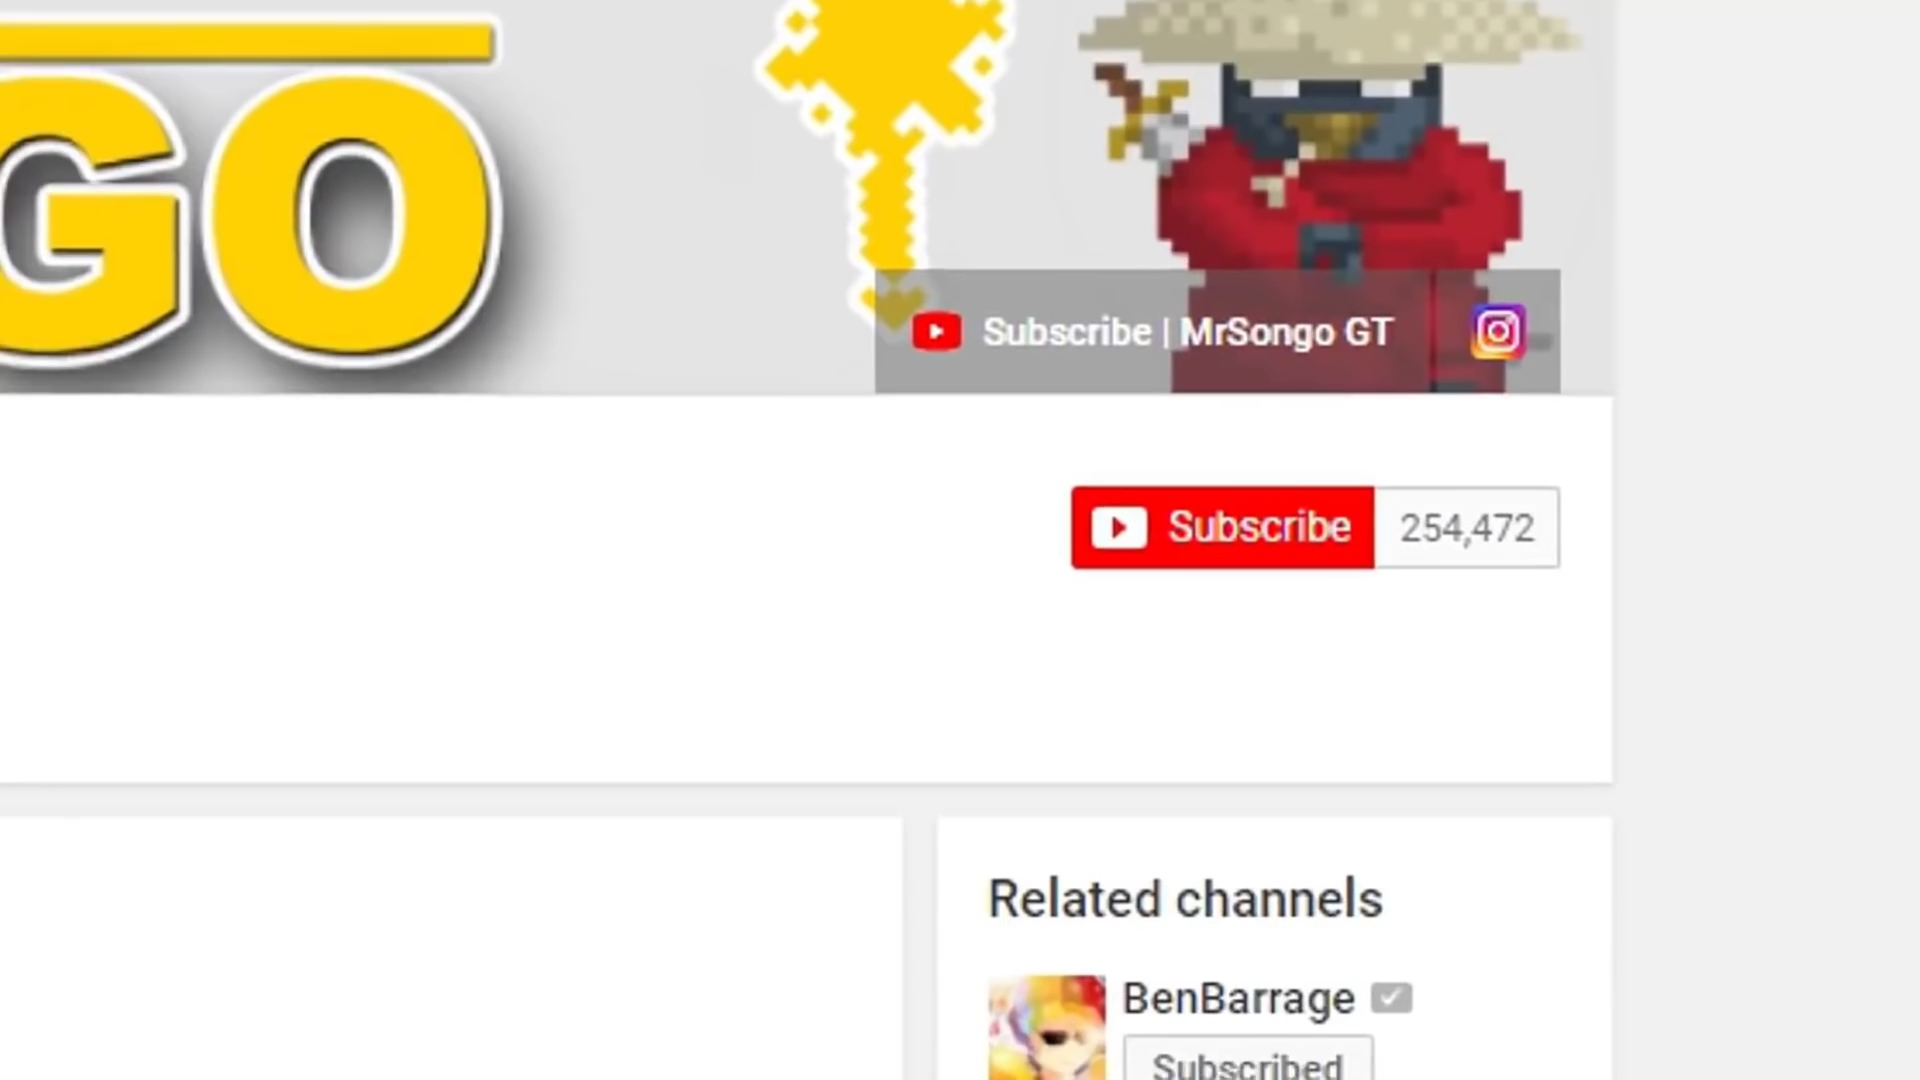 GO
Subscribe | MrSongo GT
Subscribe 254,472
Related channels
BenBarrage
Subscribed